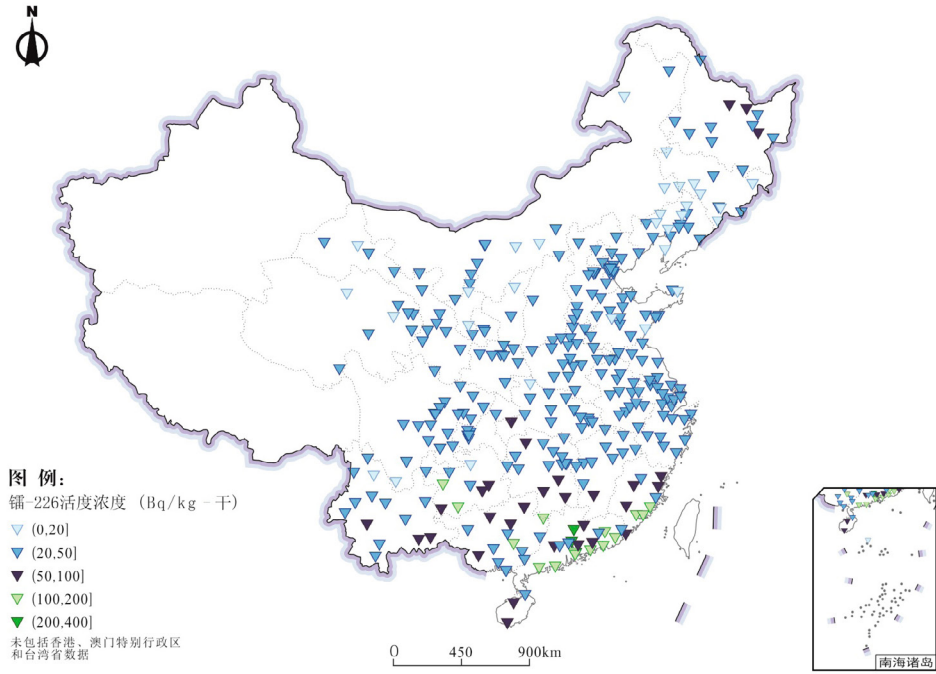 N
图 例:
镭-226活度浓度 (Bq/kg-干)
(0,20]
(20,50]
(50,100]
(100,200]
(200,400]
未包括香港、澳门特别行政区
和台湾省数据
0 450 900km
南海诸岛